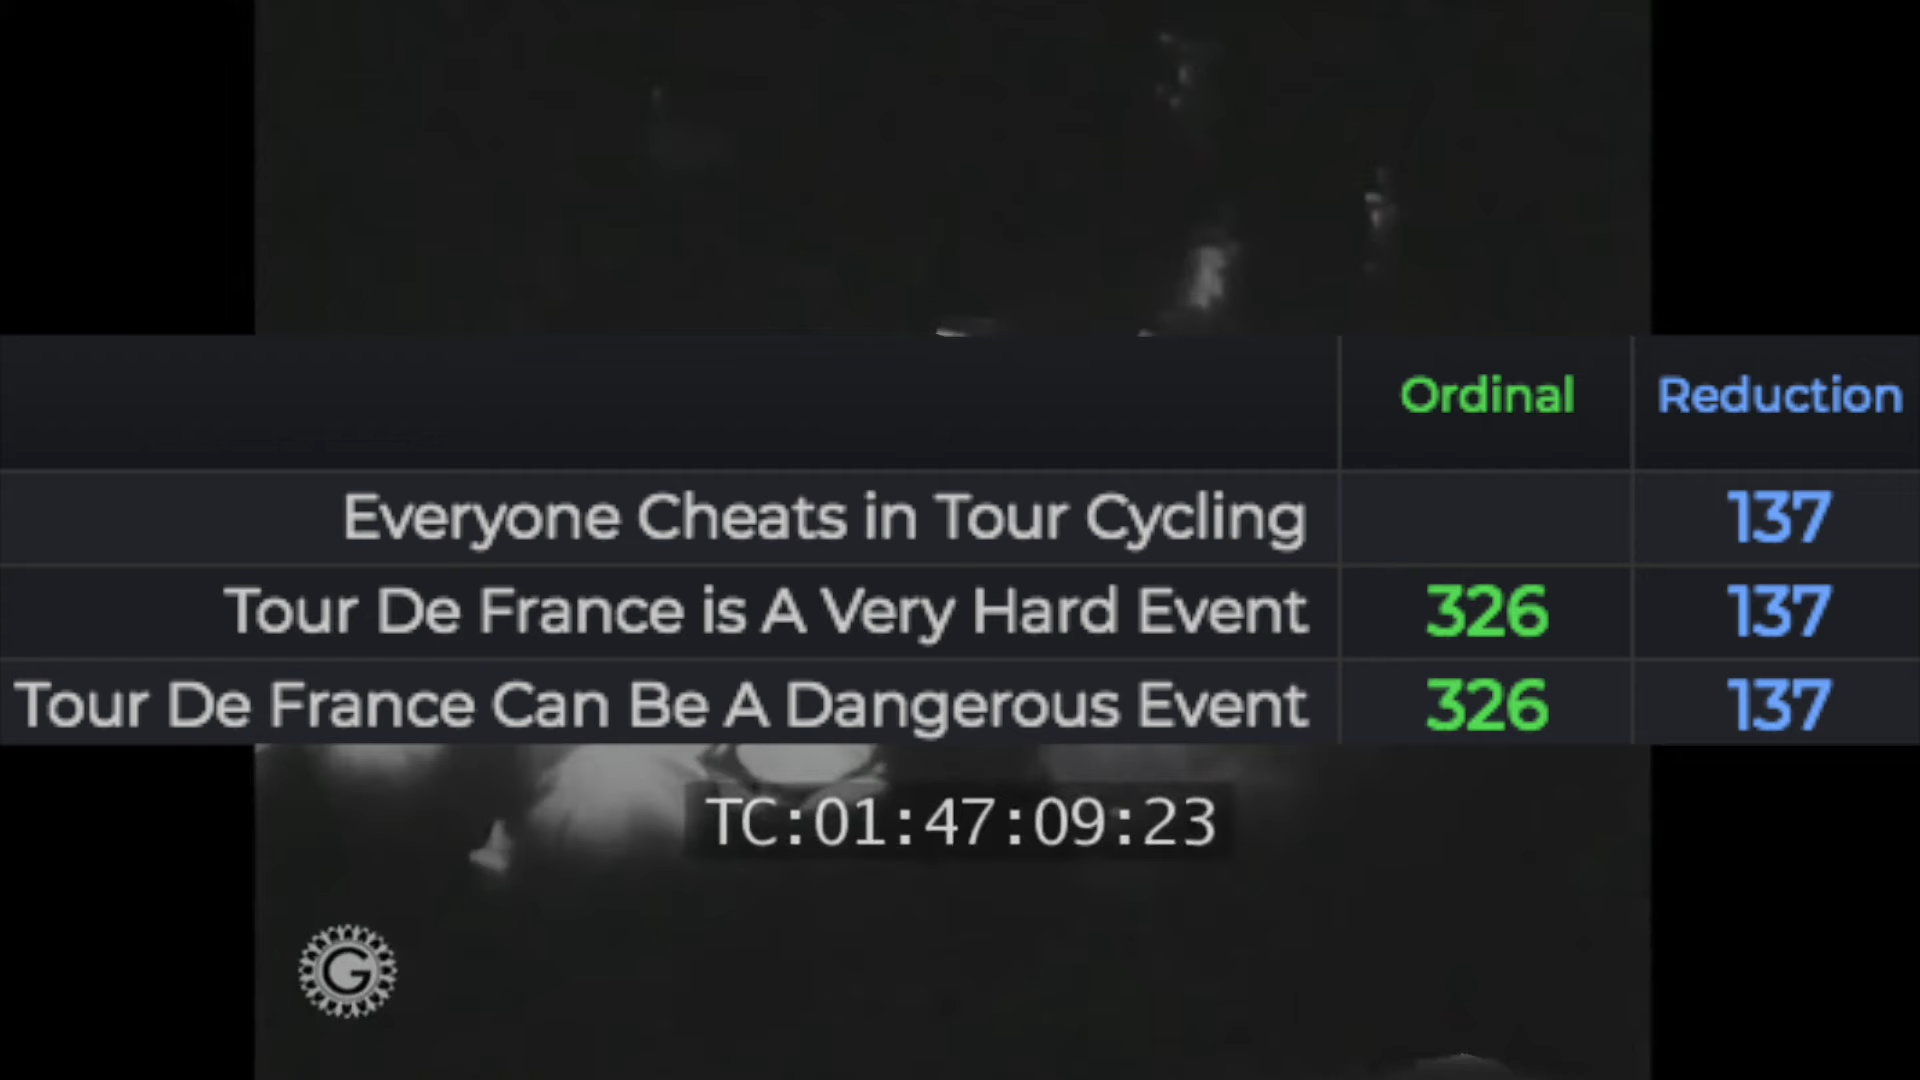 Ordinal Reduction
Everyone Cheats in Tour Cycling 137
Tour De France is A Very Hard Event 326 137
Tour De France Can Be A Dangerous Event 326 137
TC:01:47:09:23
G